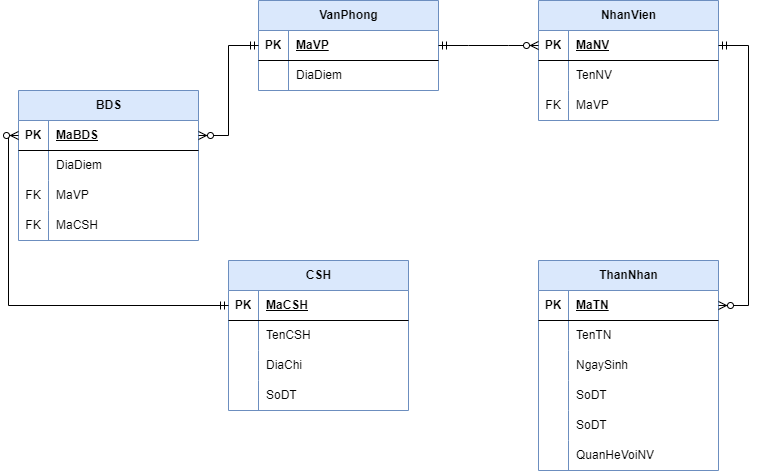 VanPhong
PK MaVP
DiaDiem
NhanVien
PK MaNV
TenNV
FK MaVP
BDS
PK MaBDS
DiaDiem
FK MaVP
FK MaCSH
CSH
PK MaCSH
TenCSH
DiaChi
SoDT
ThanNhan
PK MaTN
TenTN
NgaySinh
SoDT
SoDT
QuanHeVoiNV